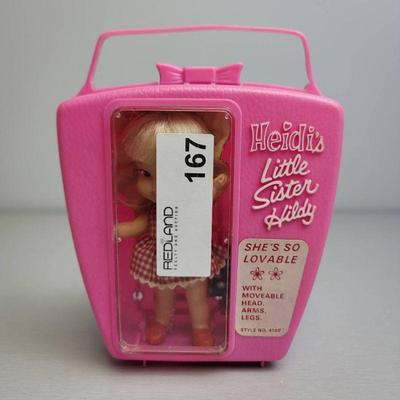 Heidi's
Little
Sister
Hildy
SHE'S SO
LOVABLE
WITH
MOVEABLE
HEAD.
ARMS.
LEGS.
167
REDLAND